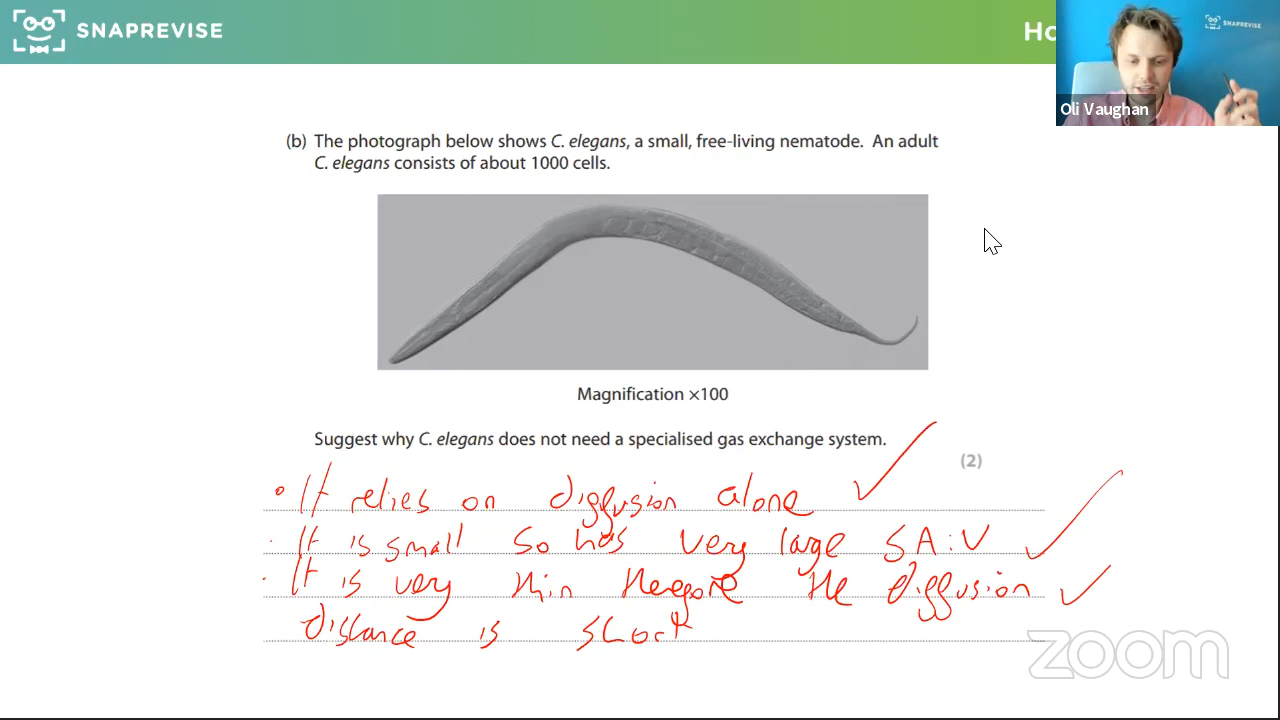 SNAPREVISE
Ho
SNAPREVISE
Oli Vaughan
(b) The photograph below shows C. elegans, a small, free-living nematode. An adult
C. elegans consists of about 1000 cells.
Magnification ×100
Suggest why C. elegans does not need a specialised gas exchange system.
(2)
• It relies on diffusion alone
· It is small so has very large SA:V
· It is very thin therefore the diffusion
distance is short
zoom